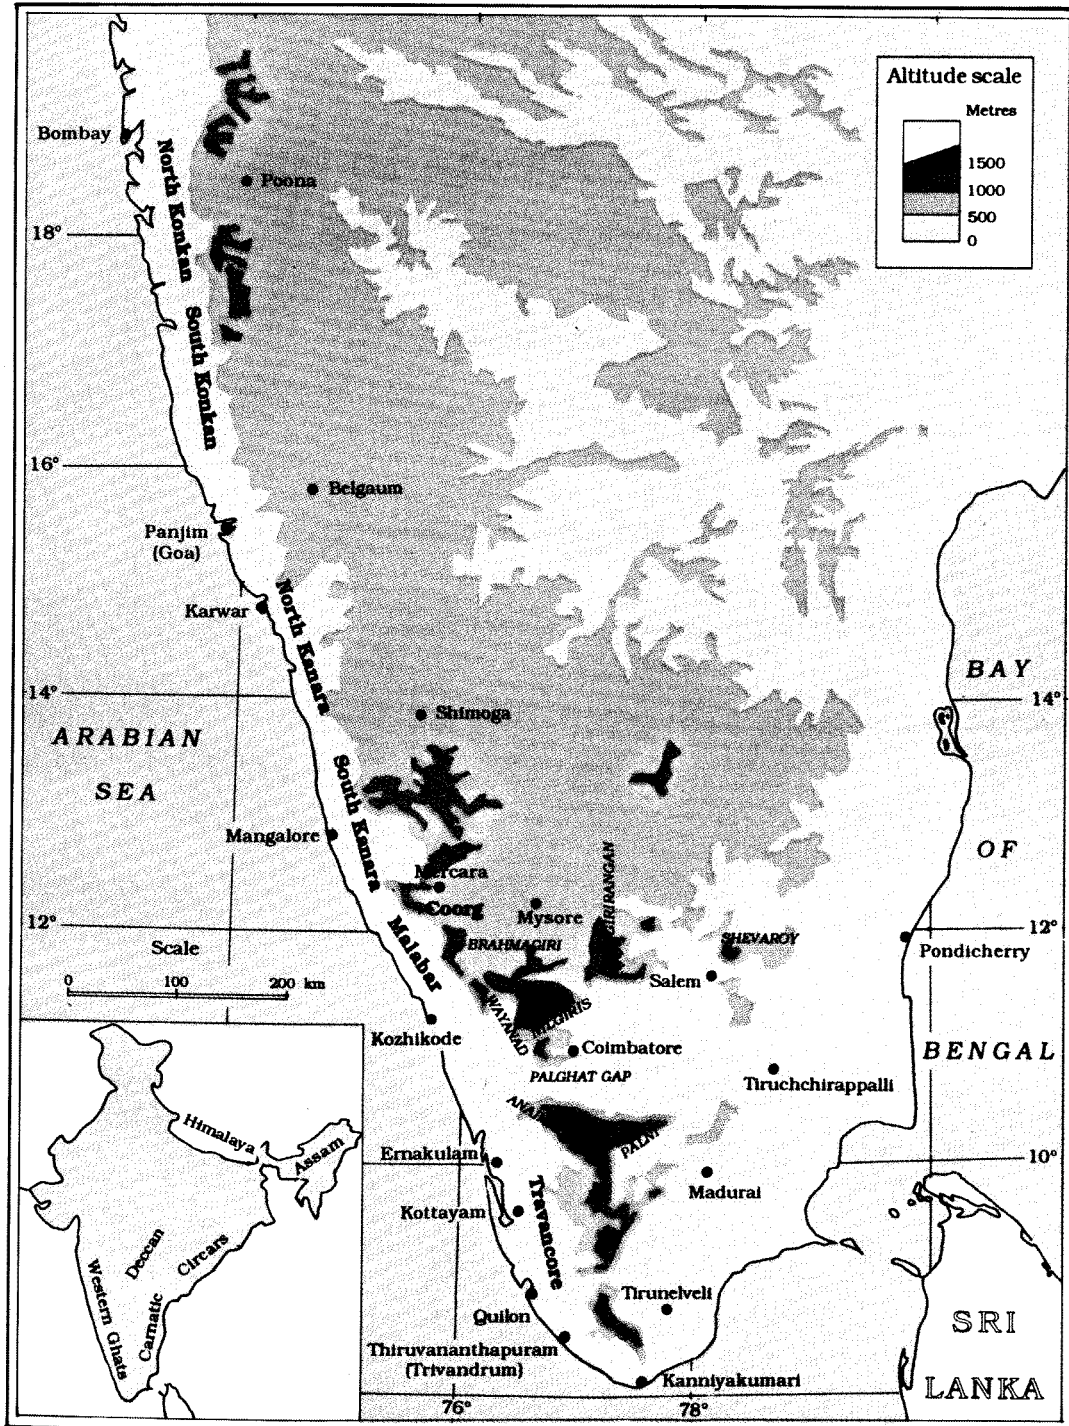 Altitude scale
Metres
1500
1000
500
0
Bombay
Poona
North Konkan
18°
South Konkan
16°
Belgaum
Panjim
(Goa)
Karwar
North Kanara
BAY
14°
14°
Shimoga
ARABIAN
SEA
South Kanara
Mangalore
OF
Mercara
Coorg
GIRIRANGAN
Mysore
12°
12°
Malabar
BRAHMAGIRI
SHEVAROY
Pondicherry
Scale
0
100
200 km
Salem
WAYANAD
NILGIRIS
Kozhikode
Coimbatore
BENGAL
PALGHAT GAP
Tiruchchirappalli
PALNI
Himalaya
Assam
Ernakulam
10°
Madurai
Kottayam
Travancore
Deccan
Circars
Western Ghats
Carnatic
Quilon
Tirunelveli
SRI
Thiruvananthapuram
(Trivandrum)
Kanniyakumari
LANKA
76°
78°